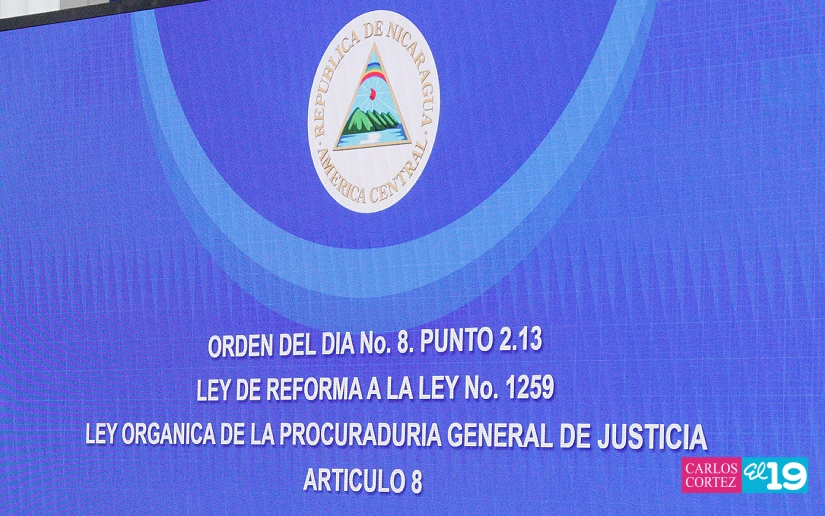 REPUBLICA DE NICARAGUA
AMERICA CENTRAL
ORDEN DEL DIA No. 8. PUNTO 2.13
LEY DE REFORMA A LA LEY No. 1259
LEY ORGANICA DE LA PROCURADURIA GENERAL DE JUSTICIA
ARTICULO 8
CARLOS
CORTEZ
El 19